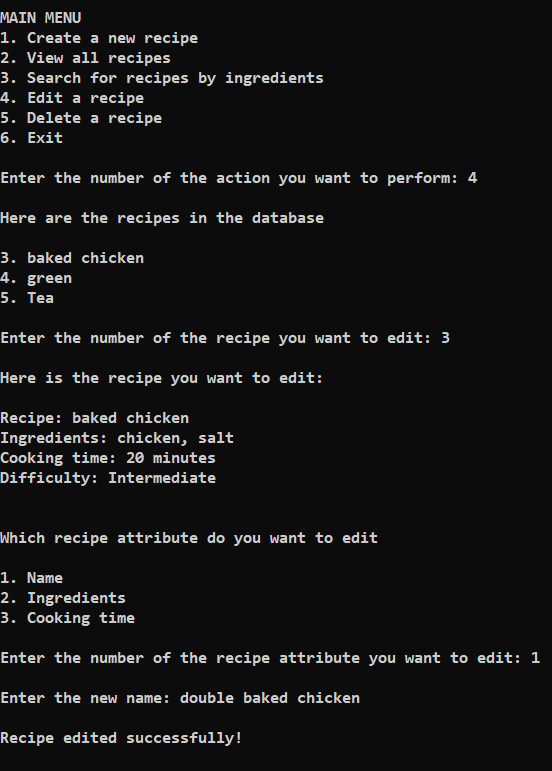 MAIN MENU
1. Create a new recipe
2. View all recipes
3. Search for recipes by ingredients
4. Edit a recipe
5. Delete a recipe
6. Exit
Enter the number of the action you want to perform: 4
Here are the recipes in the database
3. baked chicken
4. green
5. Tea
Enter the number of the recipe you want to edit: 3
Here is the recipe you want to edit:
Recipe: baked chicken
Ingredients: chicken, salt
Cooking time: 20 minutes
Difficulty: Intermediate
Which recipe attribute do you want to edit
1. Name
2. Ingredients
3. Cooking time
Enter the number of the recipe attribute you want to edit: 1
Enter the new name: double baked chicken
Recipe edited successfully!